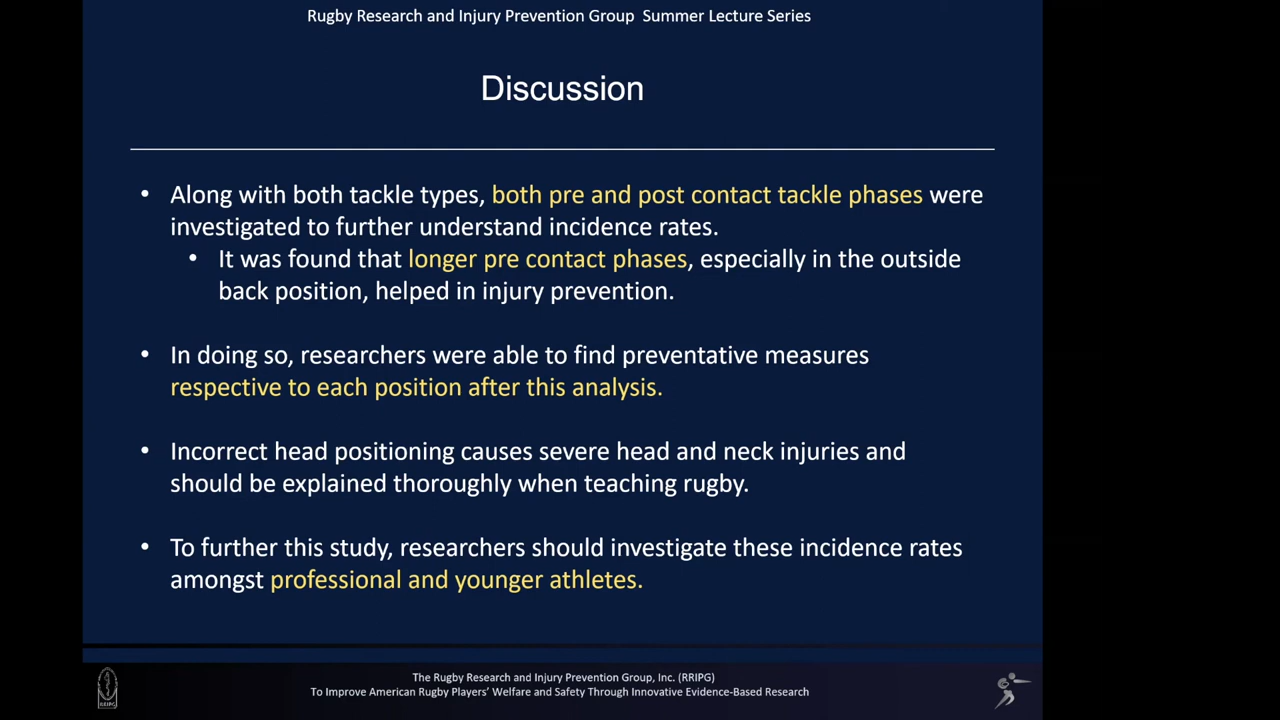 Rugby Research and Injury Prevention Group Summer Lecture Series
Discussion
• Along with both tackle types, both pre and post contact tackle phases were
investigated to further understand incidence rates.
• It was found that longer pre contact phases, especially in the outside
back position, helped in injury prevention.
• In doing so, researchers were able to find preventative measures
respective to each position after this analysis.
• Incorrect head positioning causes severe head and neck injuries and
should be explained thoroughly when teaching rugby.
• To further this study, researchers should investigate these incidence rates
amongst professional and younger athletes.
The Rugby Research and Injury Prevention Group, Inc. (RRIPG)
To Improve American Rugby Players' Welfare and Safety Through Innovative Evidence-Based Research
RRIPG